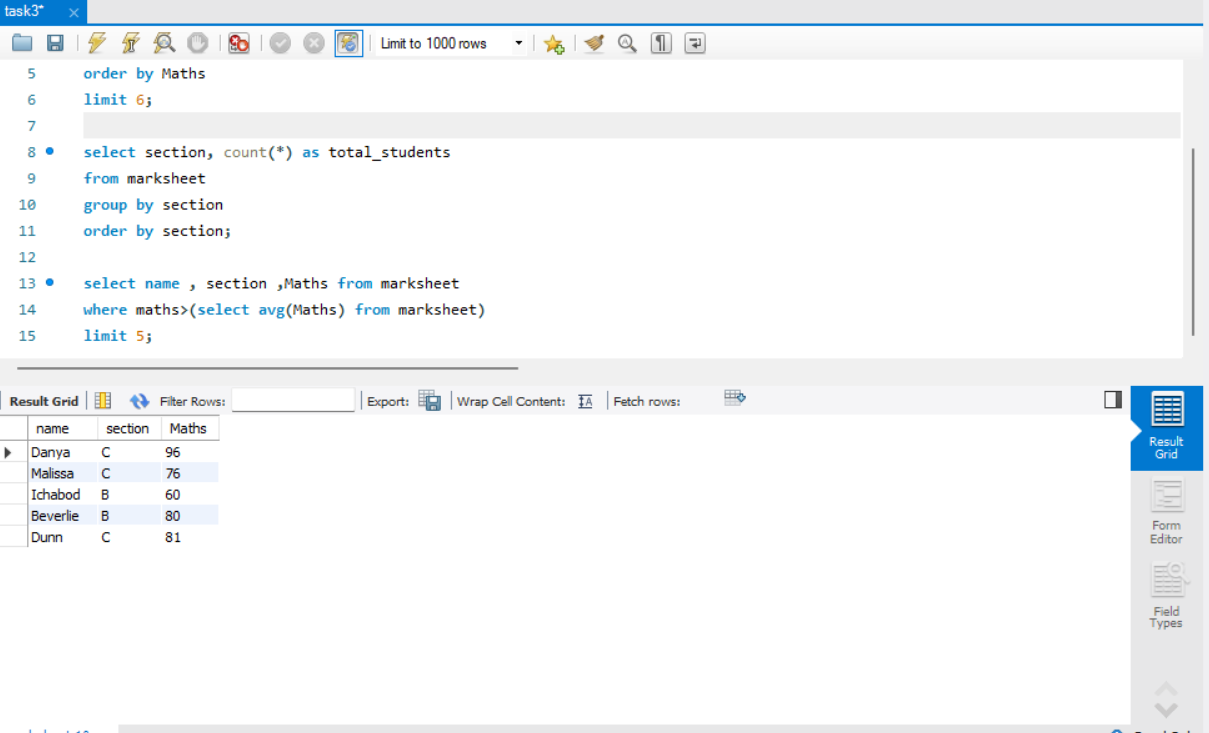 task3* ×
Limit to 1000 rows
5 order by Maths
6 limit 6;
7
8 select section, count(*) as total_students
9 from marksheet
10 group by section
11 order by section;
12
13 select name , section ,Maths from marksheet
14 where maths>(select avg(Maths) from marksheet)
15 limit 5;
Result Grid Filter Rows: Export: Wrap Cell Content: IA Fetch rows:
name section Maths
Danya C 96
Malissa C 76
Ichabod B 60
Beverlie B 80
Dunn C 81
Result
Grid
Form
Editor
Field
Types